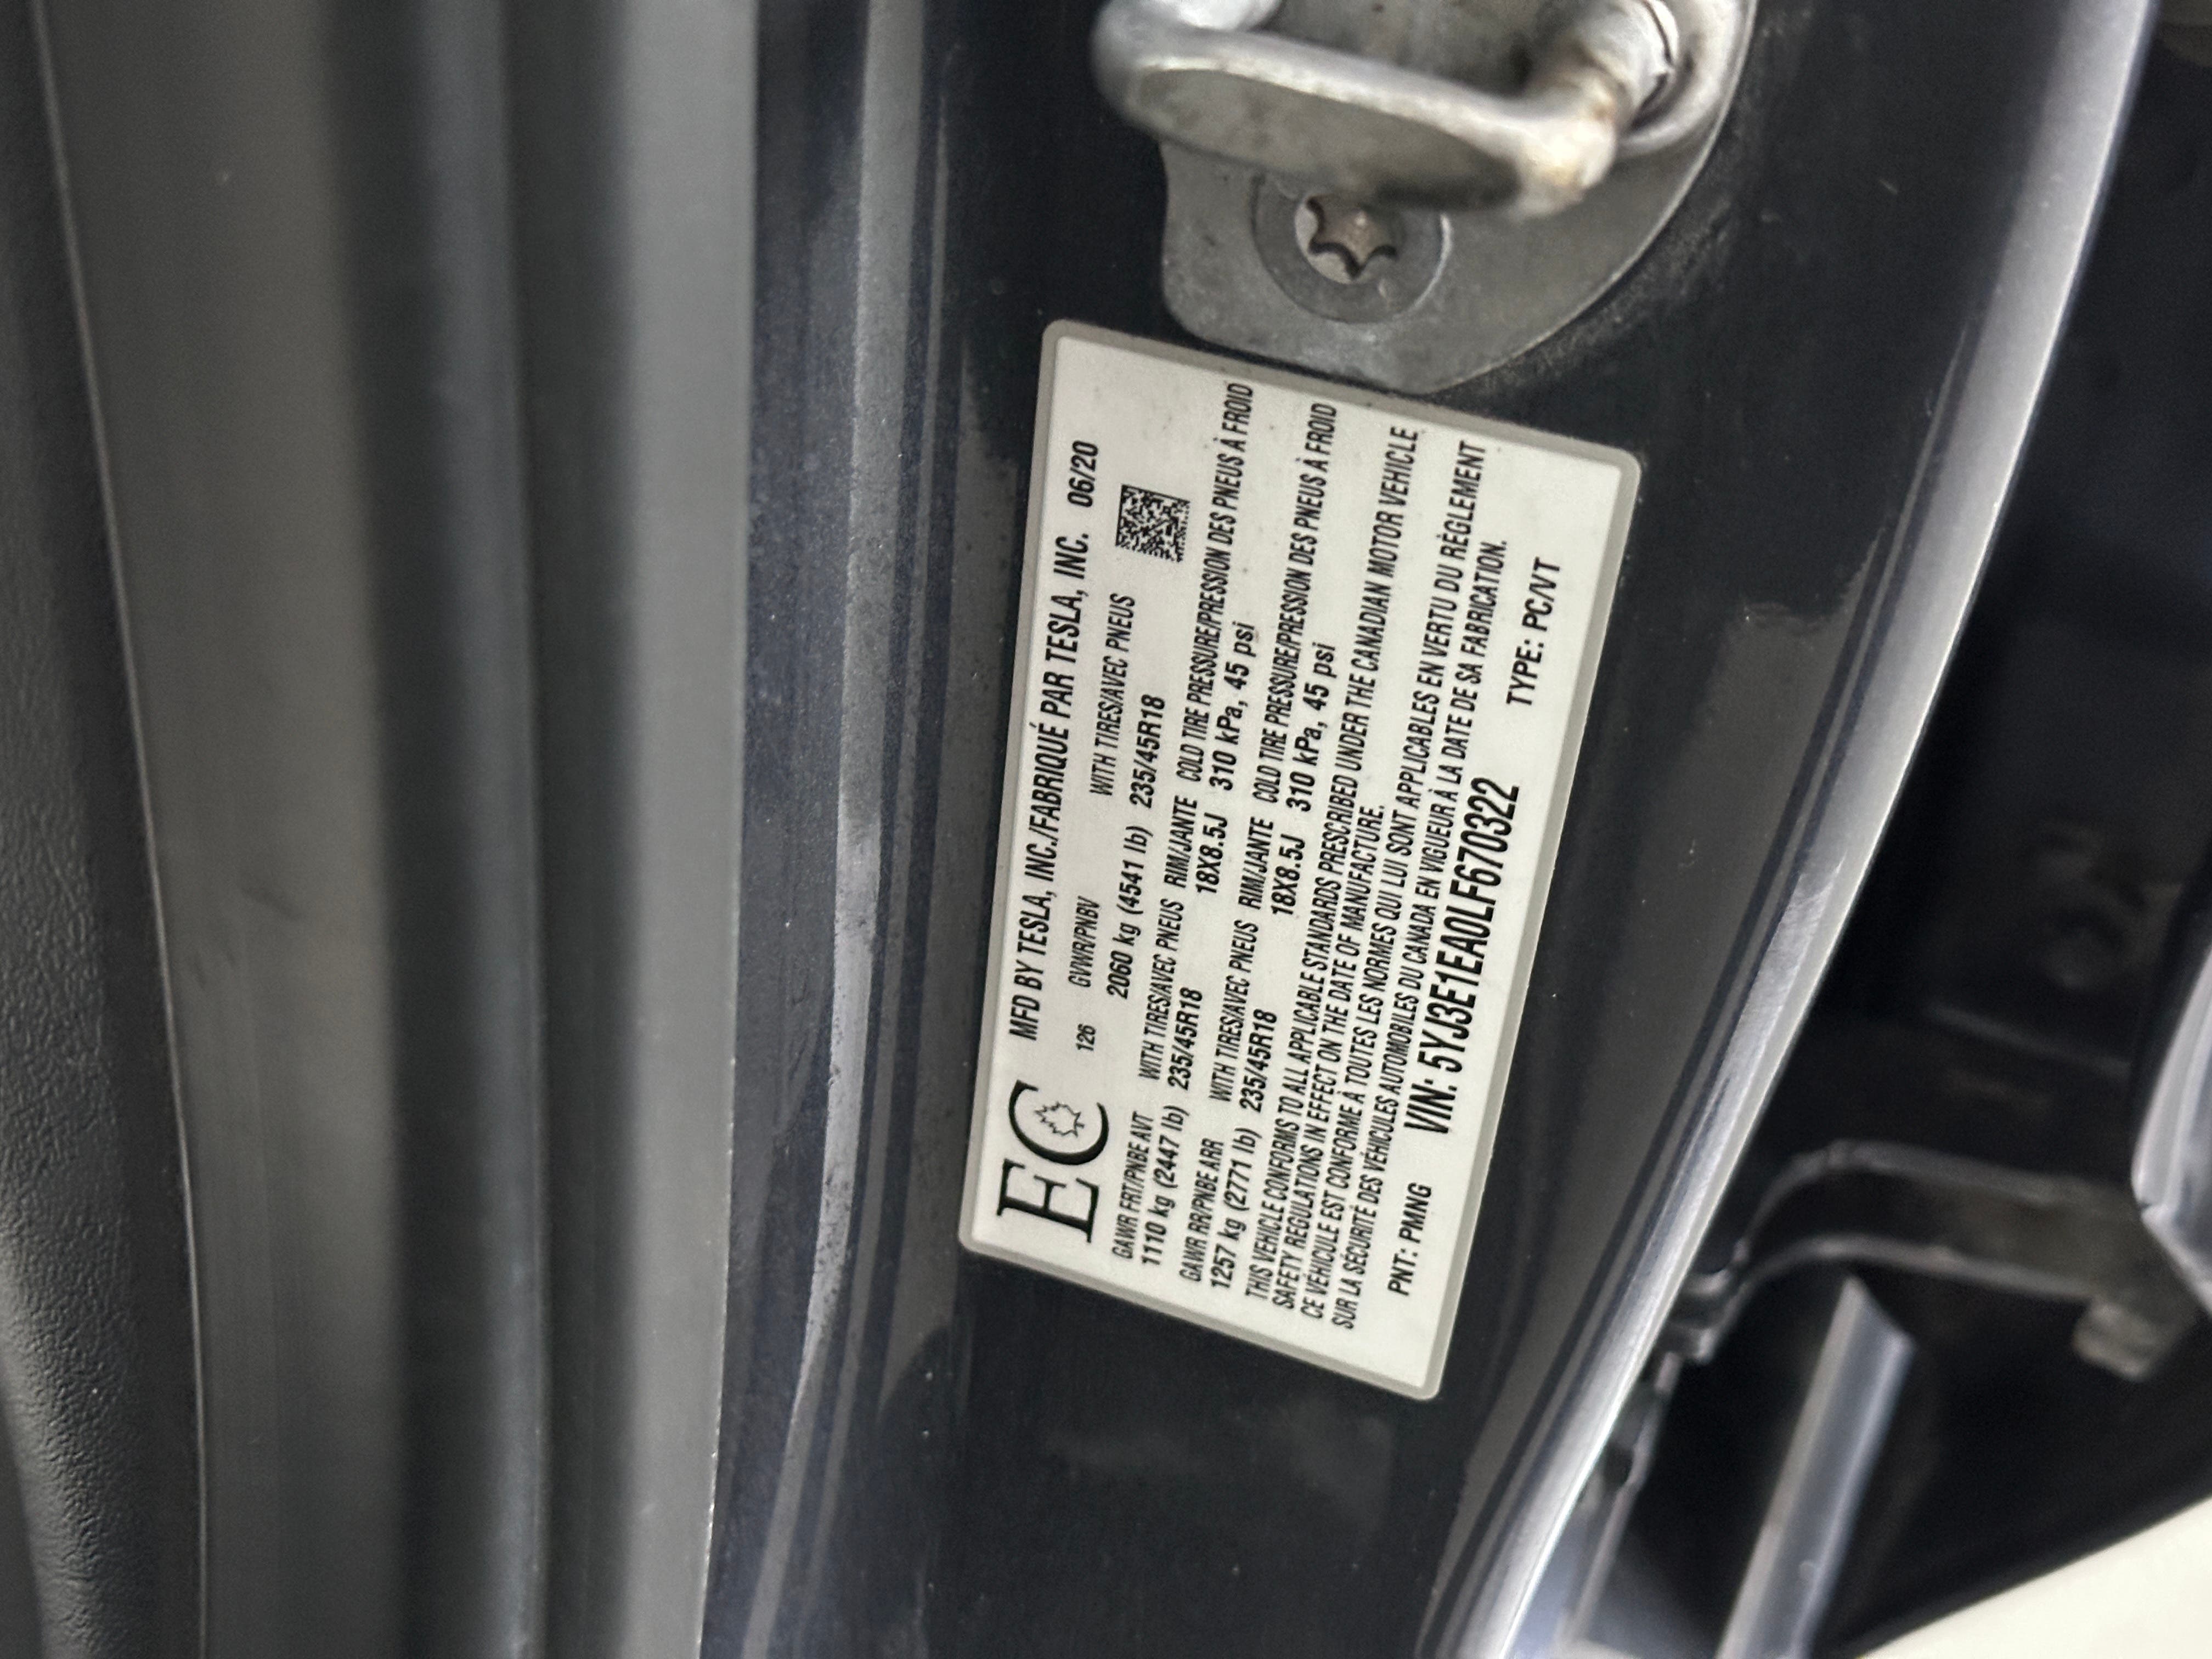 EC MFD BY TESLA, INC./FABRIQUÉ PAR TESLA, INC. 06/20
126 GVWR/PNBV WITH TIRES/AVEC PNEUS
2060 kg (4541 lb) 235/45R18
GAWR FRT/PNBE AVT WITH TIRES/AVEC PNEUS RIM/JANTE COLD TIRE PRESSURE/PRESSION DES PNEUS À FROID
1110 kg (2447 lb) 235/45R18 18X8.5J 310 kPa, 45 psi
GAWR RR/PNBE ARR WITH TIRES/AVEC PNEUS RIM/JANTE COLD TIRE PRESSURE/PRESSION DES PNEUS À FROID
1257 kg (2771 lb) 235/45R18 18X8.5J 310 kPa, 45 psi
THIS VEHICLE CONFORMS TO ALL APPLICABLE STANDARDS PRESCRIBED UNDER THE CANADIAN MOTOR VEHICLE
SAFETY REGULATIONS IN EFFECT ON THE DATE OF MANUFACTURE.
CE VÉHICULE EST CONFORME À TOUTES LES NORMES QUI LUI SONT APPLICABLES EN VERTU DU RÈGLEMENT
SUR LA SÉCURITÉ DES VÉHICULES AUTOMOBILES DU CANADA EN VIGUEUR À LA DATE DE SA FABRICATION.
PNT: PMNG VIN: 5YJ3E1EA0LF670322 TYPE: PC/VT